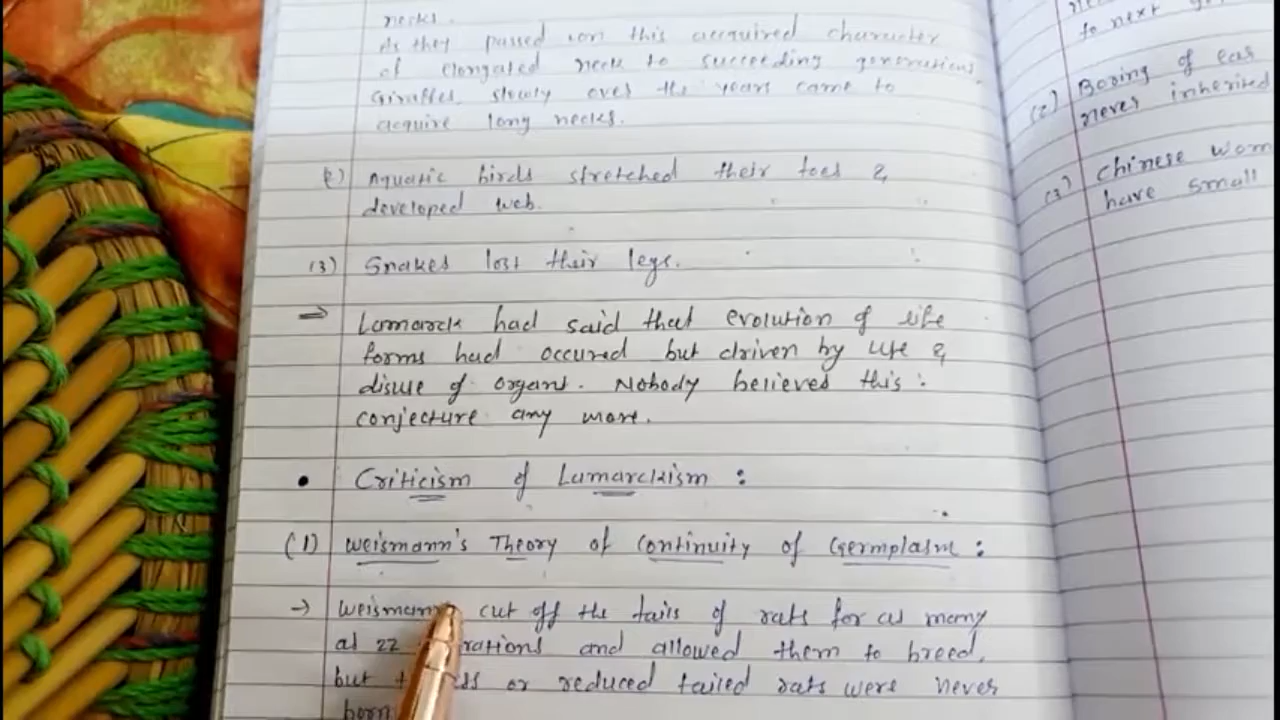 necks.
As they passed on this acquired character
of elongated neck to succeeding generations,
Giraffes, slowly over the years came to
acquire long necks.
2) Aquatic birds stretched their toes &
developed web.
(3) Snakes lost their legs.
⇒ Lamarck had said that evolution of life
forms had occured but driven by use &
disuse of organs. Nobody believes this
conjecture any more.
• Criticism of Lamarckism :
(1) Weismann's Theory of Continuity of Germplasm :
→ Weismann cut off the tails of rats for as many
as 22 and allowed them to breed,
but or reduced tailed rats were never
born
to next
(2) Boring of ear
never inherited
(3) Chinese wom
have small